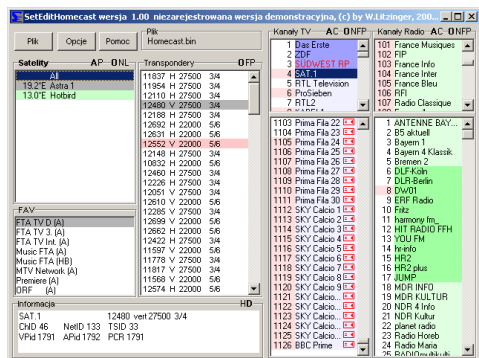 SetEditHomecast wersja 1.00 niezarejestrowana wersja demonstracyjna, (c) by W.Litzinger, 200...
Plik
Opcje
Pomoc
Plik
Homecast.bin
Satelity AP ONL
All
19.2°E Astra 1
13.0°E Hotbird
FAV
FTA TV D (A)
FTA TV 3. (A)
FTA TV Int. (A)
Music FTA (A)
Music FTA (HB)
MTV Network (A)
Premiere (A)
ORF (A)
Transpondery OFP
11837 H 27500 3/4
11954 H 27500 3/4
12110 H 27500 3/4
12480 V 27500 3/4
12188 H 27500 3/4
12692 H 22000 5/6
12631 H 22000 5/6
12552 V 22000 5/6
12148 H 27500 3/4
10832 H 22000 5/6
12460 H 27500 3/4
12226 H 27500 3/4
12051 V 27500 3/4
12610 V 22000 5/6
12285 V 27500 3/4
12699 V 22000 5/6
12662 H 22000 5/6
12422 H 27500 3/4
12597 V 22000 5/6
11778 V 27500 3/4
11817 V 27500 3/4
11568 V 22000 5/6
12574 H 22000 5/6
Informacja HD
SAT.1 12480 vert 27500 3/4
ChID 46 NetID 133 TSID 33
VPid 1791 APid 1792 PCR 1791
Kanały TV AC ONFP
1 Das Erste
2 ZDF
3 SÜDWEST RP
4 SAT.1
5 RTL Television
6 ProSieben
7 RTL2
1103 Prima Fila 22
1104 Prima Fila 23
1105 Prima Fila 24
1106 Prima Fila 25
1107 Prima Fila 26
1108 Prima Fila 27
1109 Prima Fila 28
1110 Prima Fila 29
1111 Prima Fila 30
1112 SKY Calcio 1
1113 SKY Calcio 2
1114 SKY Calcio 3
1115 SKY Calcio 4
1116 SKY Calcio 5
1117 SKY Calcio 6
1118 SKY Calcio 7
1119 SKY Calcio 8
1120 SKY Calcio 9
1121 SKY Calcio...
1122 SKY Calcio...
1123 SKY Calcio...
1124 SKY Calcio...
1125 SKY Calcio...
1126 BBC Prime
Kanały Radio AC ONFP
101 France Musiques
102 FIP
103 France Info
104 France Inter
105 France Bleu
106 RFI
107 Radio Classique
1 ANTENNE BAY...
2 B5 aktuell
3 Bayern 1
4 Bayern 4 Klassik
5 Bremen 2
6 DLF-Köln
7 DLR-Berlin
8 DW01
9 ERF Radio
10 Fritz
11 harmony fm_
12 HIT RADIO FFH
13 YOU FM
14 hr-info
15 HR2
16 HR2 plus
17 JUMP
18 MDR INFO
19 MDR KULTUR
20 NDR 4 Info
21 NDR Kultur
22 planet radio
23 Radio Horeb
24 Radio Maria
25 RADIOmultikulti